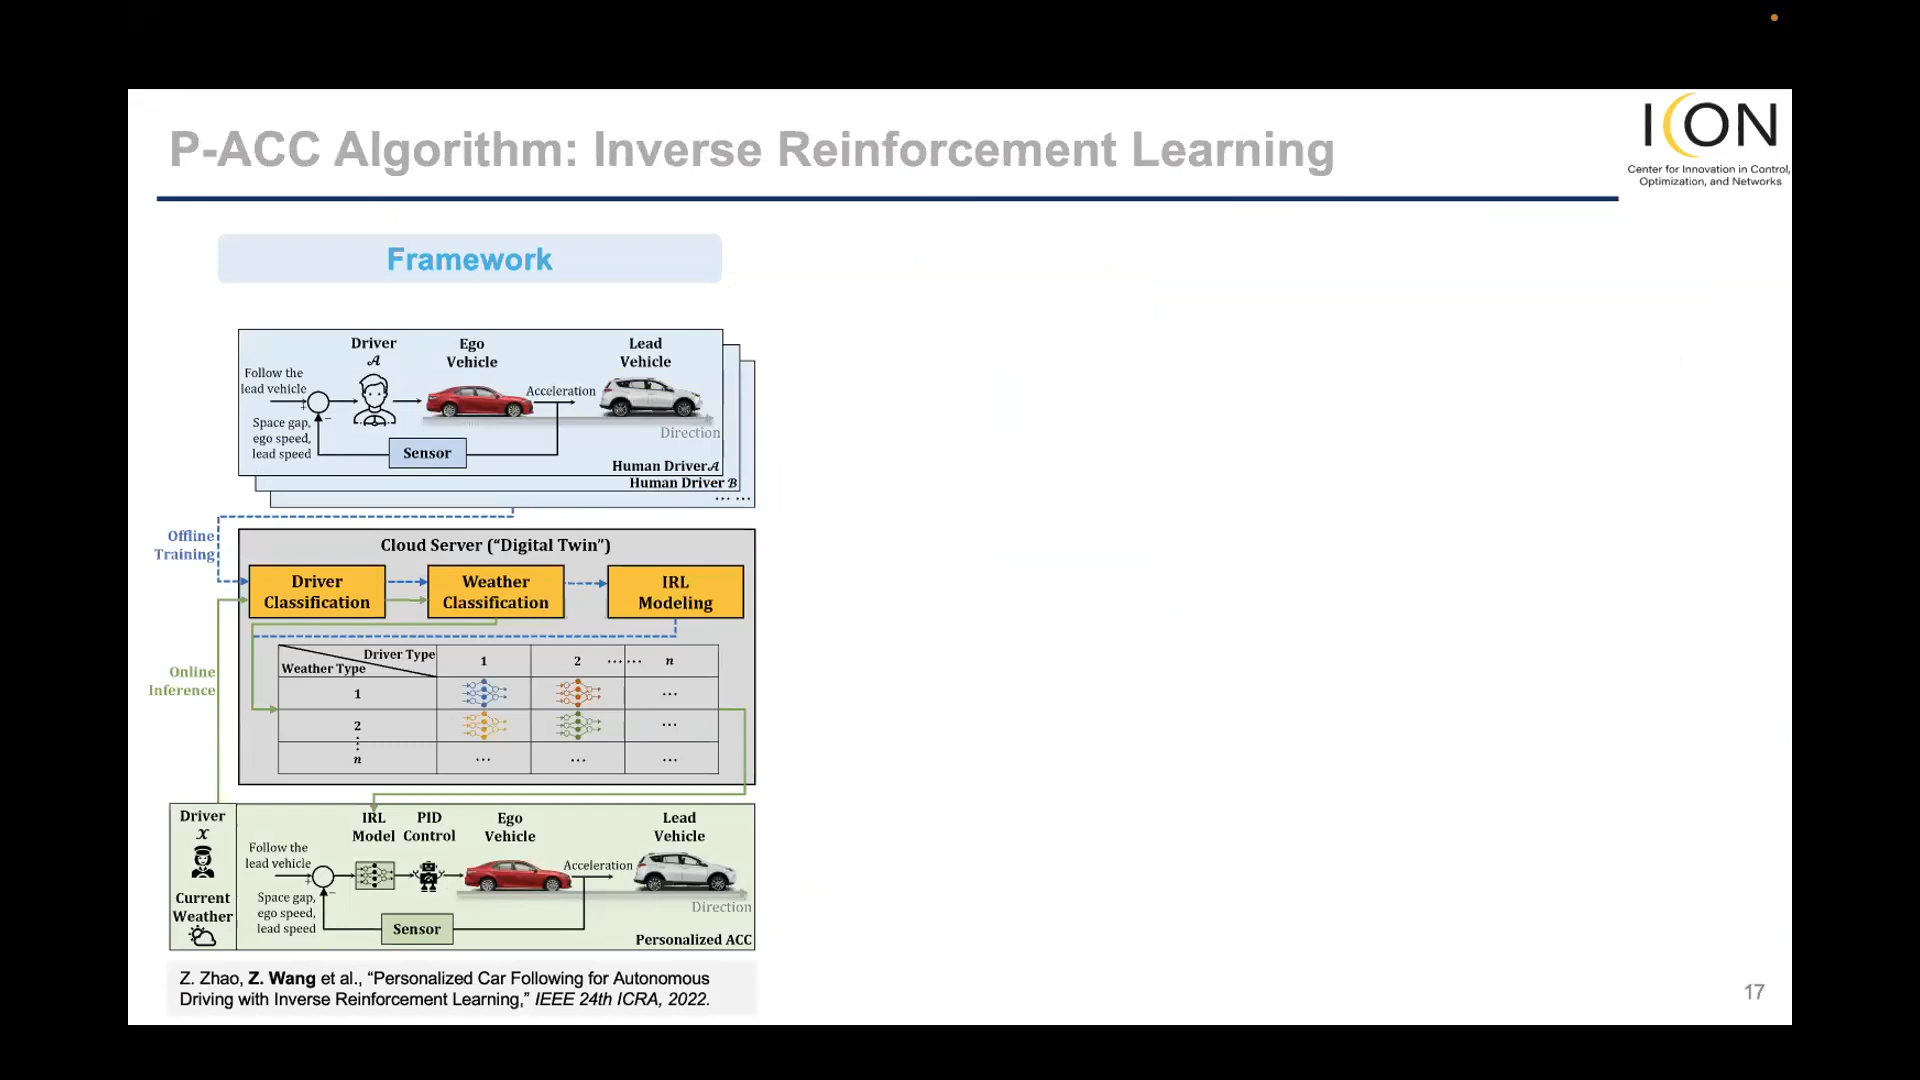 P-ACC Algorithm: Inverse Reinforcement Learning
ICON
Center for Innovation in Control,
Optimization, and Networks
Framework
Driver
𝒜
Ego
Vehicle
Lead
Vehicle
Follow the
lead vehicle
+
−
Acceleration
Space gap,
ego speed,
lead speed
Sensor
Direction
Human Driver 𝒜
Human Driver ℬ
... ...
Offline
Training
Cloud Server (“Digital Twin”)
Driver
Classification
Weather
Classification
IRL
Modeling
Online
Inference
Driver Type
Weather Type
1
2
... ...
n
1
...
2
...
⋮
n
...
...
...
Driver
𝒳
Current
Weather
IRL
Model
PID
Control
Ego
Vehicle
Lead
Vehicle
Follow the
lead vehicle
+
−
Acceleration
Space gap,
ego speed,
lead speed
Sensor
Direction
Personalized ACC
Z. Zhao, Z. Wang et al., “Personalized Car Following for Autonomous
Driving with Inverse Reinforcement Learning,” IEEE 24th ICRA, 2022.
17